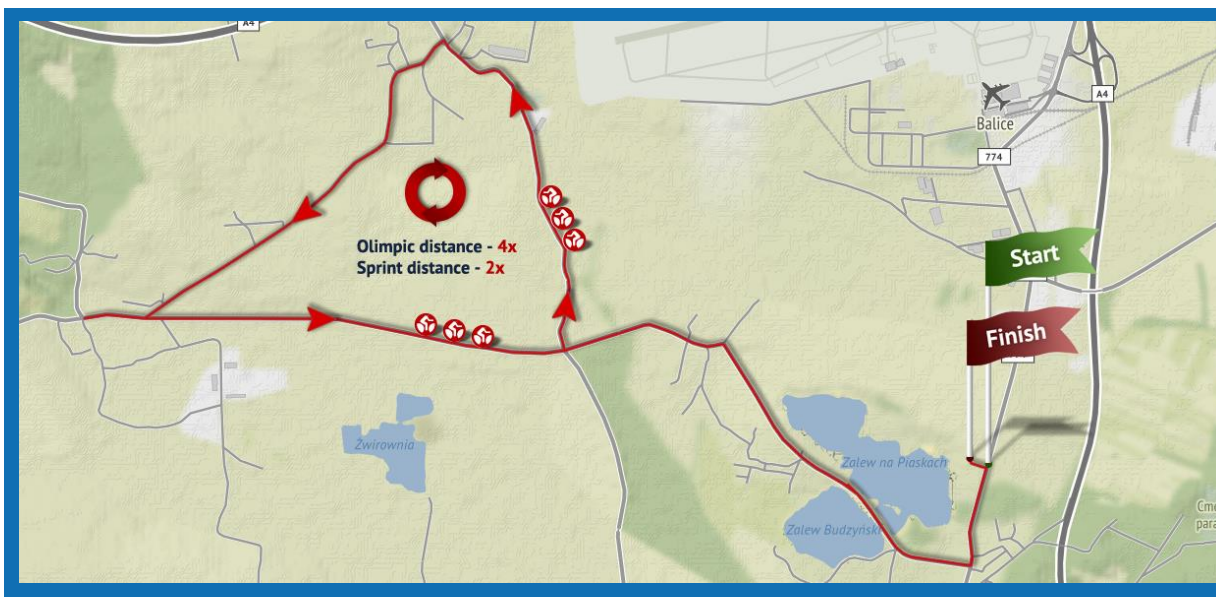 A4
A4
Balice
774
Start
Olimpic distance - 4x
Sprint distance - 2x
Finish
Żwirownia
Zalew na Piaskach
Zalew Budzyński